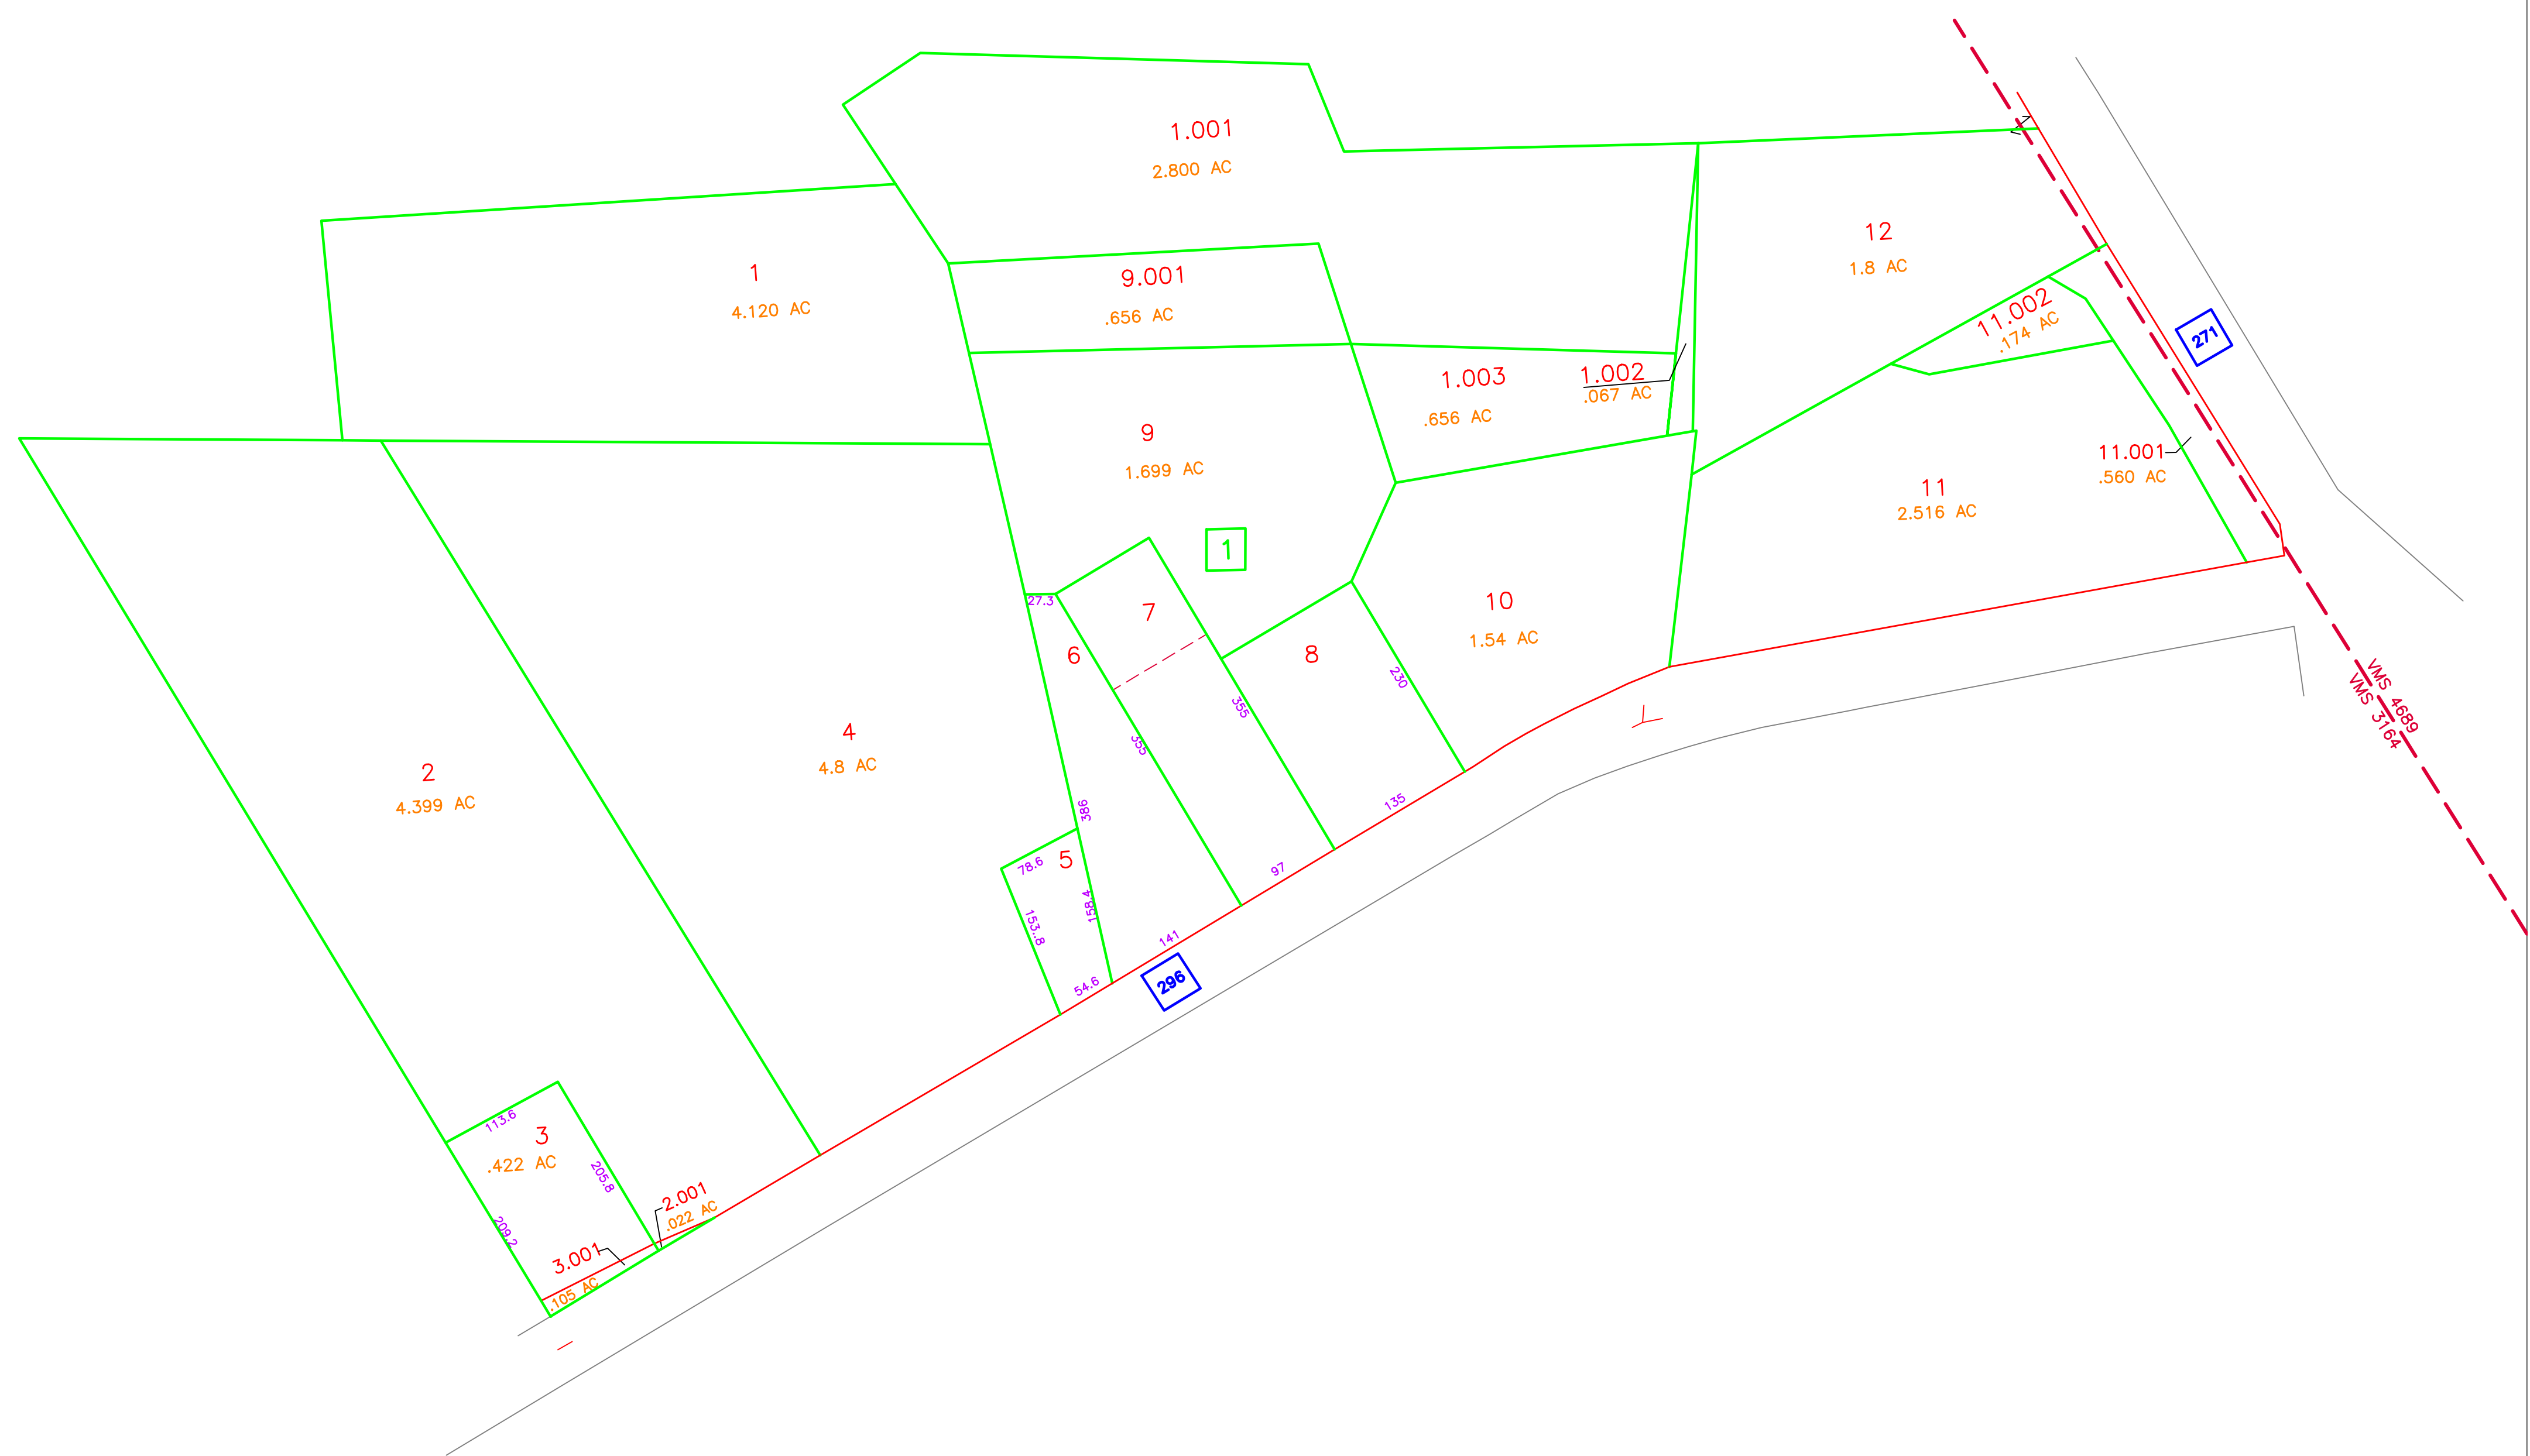 1.001
2.800 AC
12
1.8 AC
1
4.120 AC
9.001
.656 AC
11.002
.174 AC
271
1.003
.656 AC
1.002
.067 AC
9
1.699 AC
11.001
.560 AC
11
2.516 AC
1
27.3
7
10
1.54 AC
6
8
230
355
355
VMS 4689
VMS 3164
4
4.8 AC
2
4.399 AC
386
135
5
78.6
97
158.4
153..8
141
54.6
296
113.6
3
.422 AC
205.8
2.001
.022 AC
209.2
3.001
.105 AC